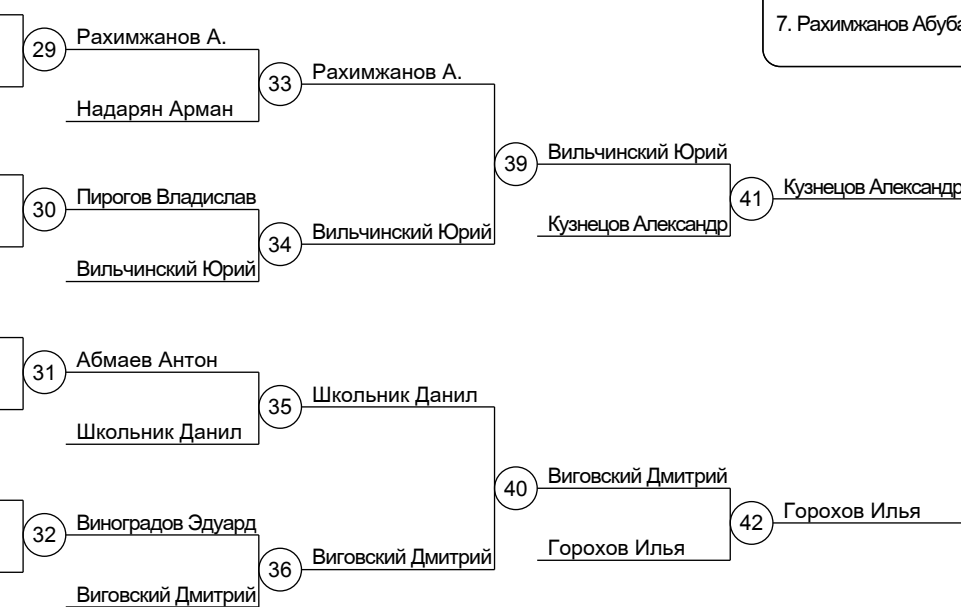 7. Рахимжанов
29
Рахимжанов А.
33
Рахимжанов А.
Надарян Арман
39
Вильчинский Юрий
41
Кузнецов Александр
30
Пирогов Владислав
34
Вильчинский Юрий
Кузнецов Александр
Вильчинский Юрий
31
Абмаев Антон
35
Школьник Данил
Школьник Данил
40
Виговский Дмитрий
42
Горохов Илья
32
Виноградов Эдуард
36
Виговский Дмитрий
Горохов Илья
Виговский Дмитрий